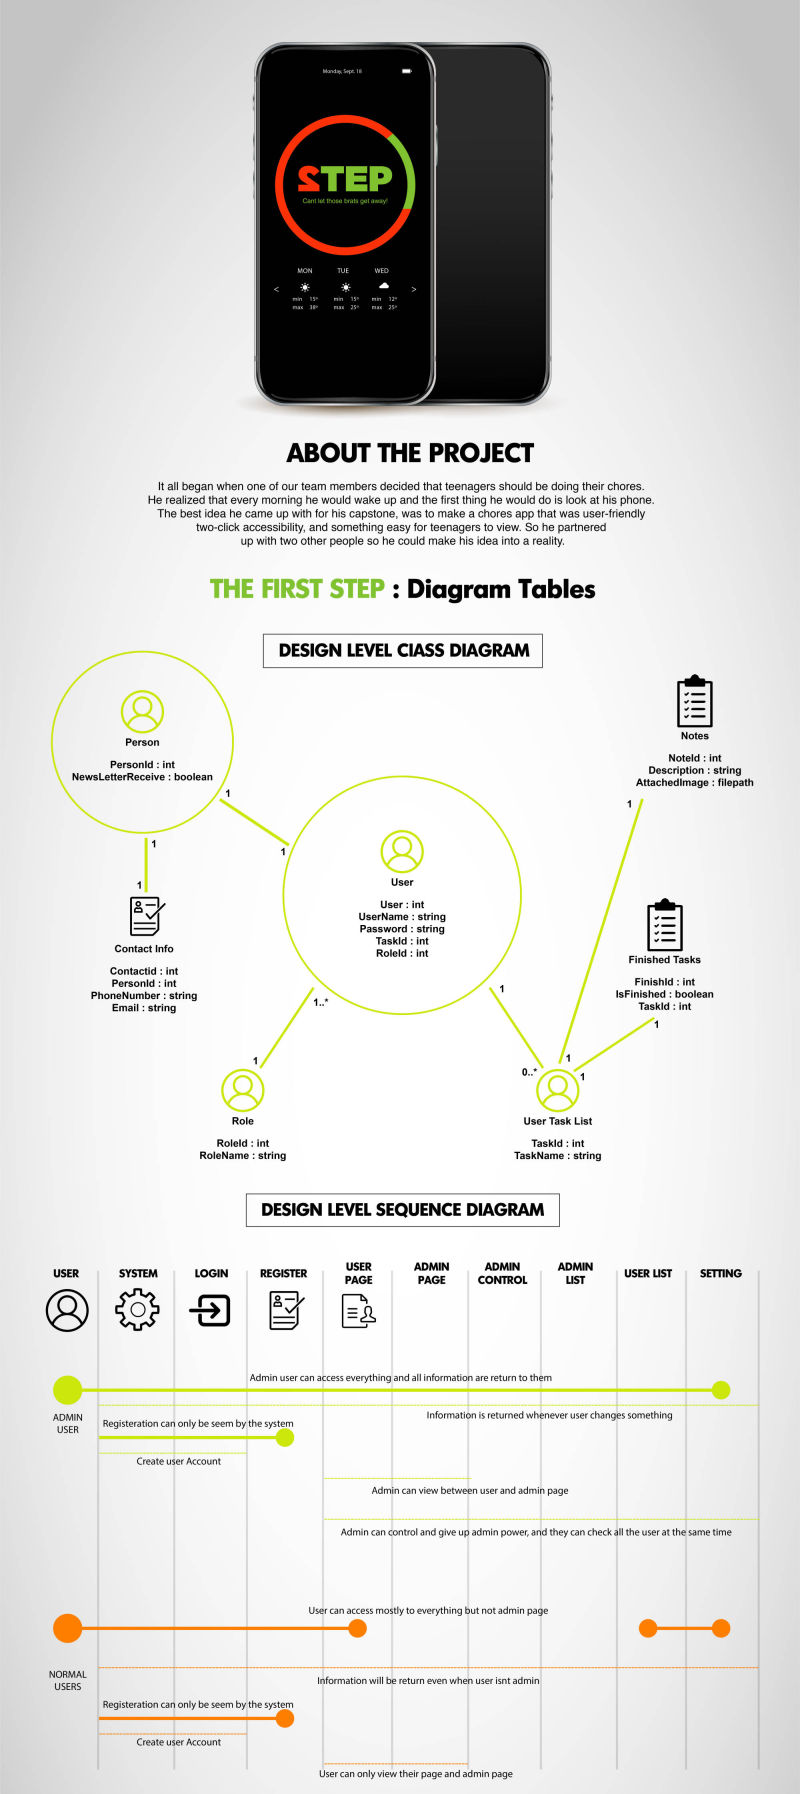 Monday, Sept. 18
2TEP
Cant let those brats get away!
MON TUE WED
< >
min 15° min 15° min 12°
max 38° max 25° max 25°
ABOUT THE PROJECT
It all began when one of our team members decided that teenagers should be doing their chores.
He realized that every morning he would wake up and the first thing he would do is look at his phone.
The best idea he came up with for his capstone, was to make a chores app that was user-friendly
two-click accessibility, and something easy for teenagers to view. So he partnered
up with two other people so he could make his idea into a reality.
THE FIRST STEP : Diagram Tables
DESIGN LEVEL CLASS DIAGRAM
Person
PersonId : int
NewsLetterReceive : boolean
1
1
1
1
Contact Info
Contactid : int
PersonId : int
PhoneNumber : string
Email : string
User
User : int
UserName : string
Password : string
TaskId : int
RoleId : int
Notes
NoteId : int
Description : string
AttachedImage : filepath
1
Finished Tasks
FinishId : int
IsFinished : boolean
TaskId : int
1
1..*
1
1
0..*
1
1
Role
RoleId : int
RoleName : string
User Task List
TaskId : int
TaskName : string
DESIGN LEVEL SEQUENCE DIAGRAM
USER
SYSTEM
LOGIN
REGISTER
USER
PAGE
ADMIN
PAGE
ADMIN
CONTROL
ADMIN
LIST
USER LIST
SETTING
Admin user can access everything and all information are return to them
ADMIN
USER
Information is returned whenever user changes something
Registeration can only be seem by the system
Create user Account
Admin can view between user and admin page
Admin can control and give up admin power, and they can check all the user at the same time
User can access mostly to everything but not admin page
NORMAL
USERS
Information will be return even when user isnt admin
Registeration can only be seem by the system
Create user Account
User can only view their page and admin page